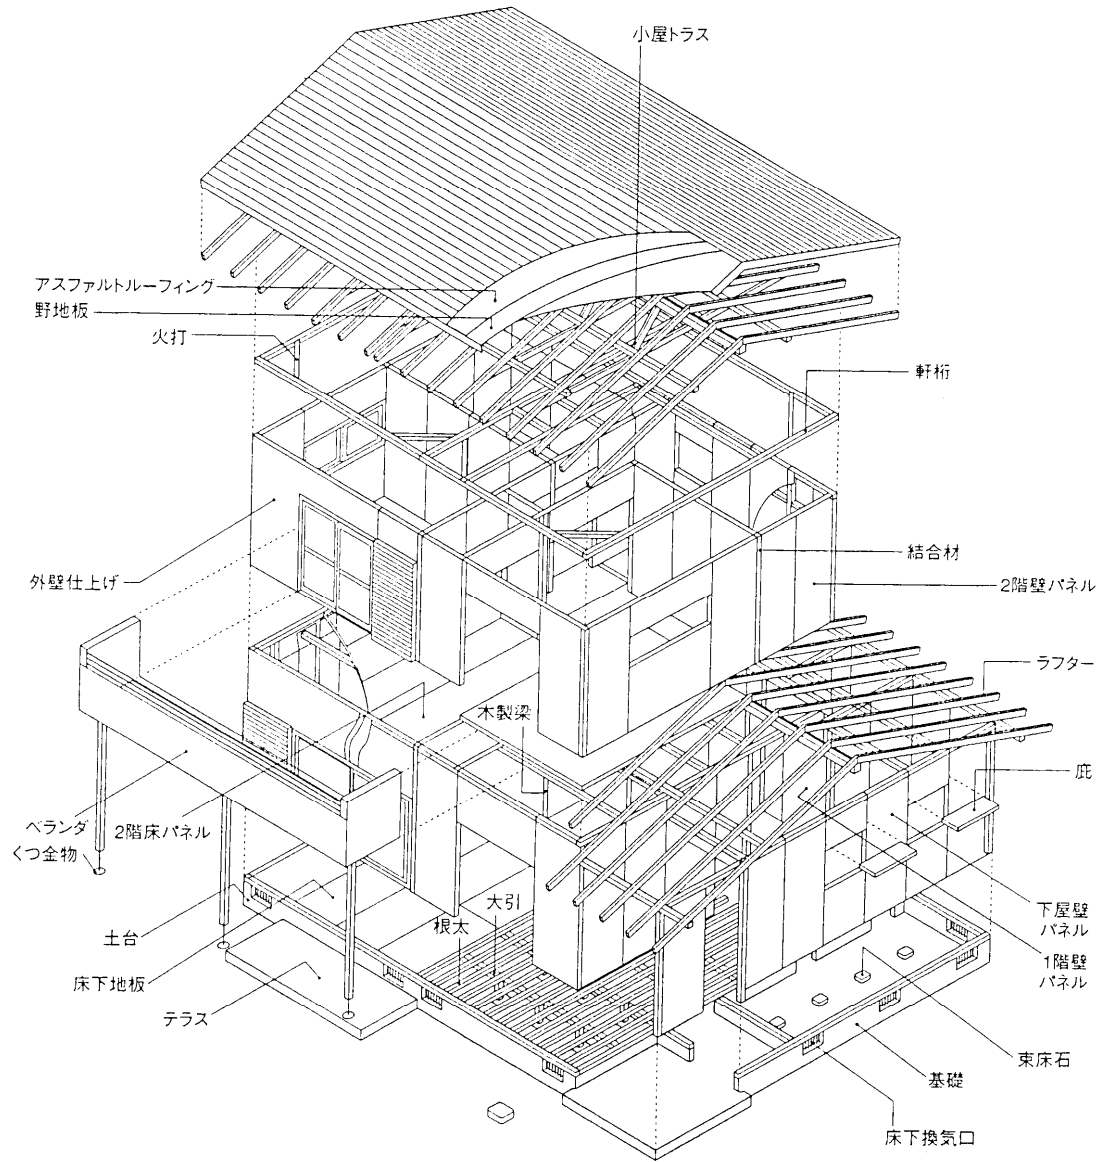 小屋トラス
アスファルトルーフィング
野地板
火打
軒桁
結合材
外壁仕上げ
2階壁パネル
ラフター
木製梁
庇
ベランダ
2階床パネル
くつ金物
大引
下屋壁
パネル
根太
土台
1階壁
パネル
床下地板
テラス
束床石
基礎
床下換気口